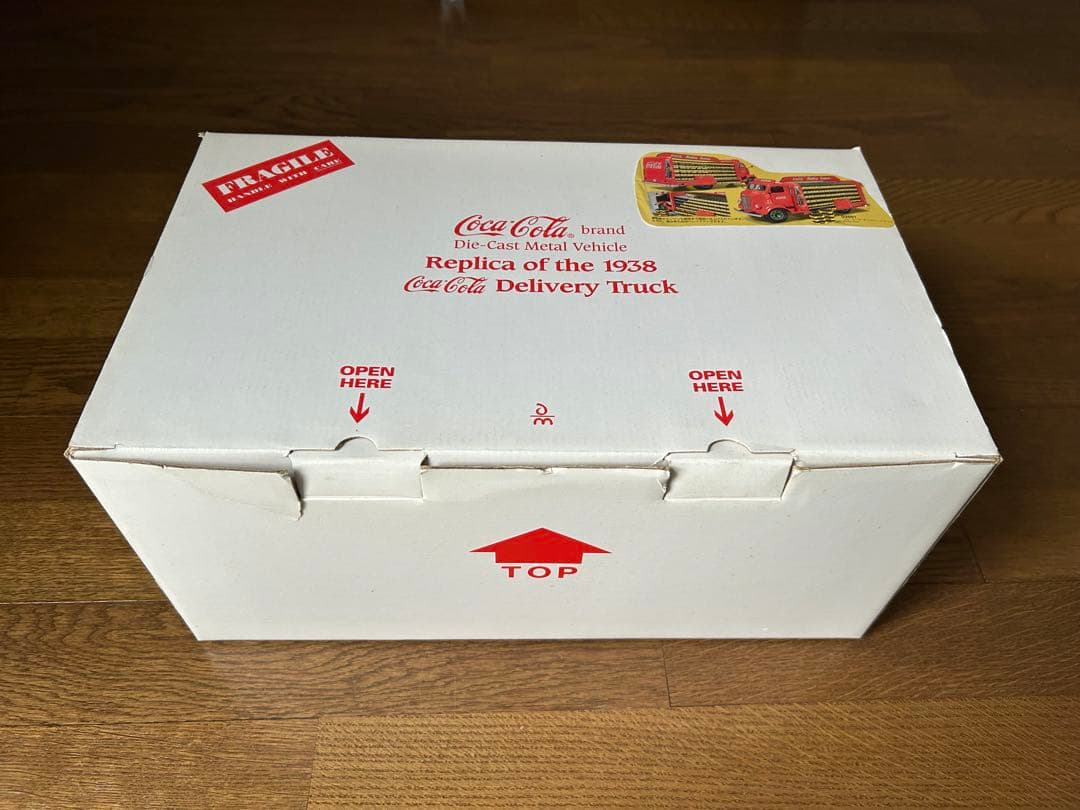 FRAGILE
HANDLE WITH CARE
Coca-Cola® brand
Die-Cast Metal Vehicle
Replica of the 1938
Coca-Cola Delivery Truck
OPEN
HERE
OPEN
HERE
TOP